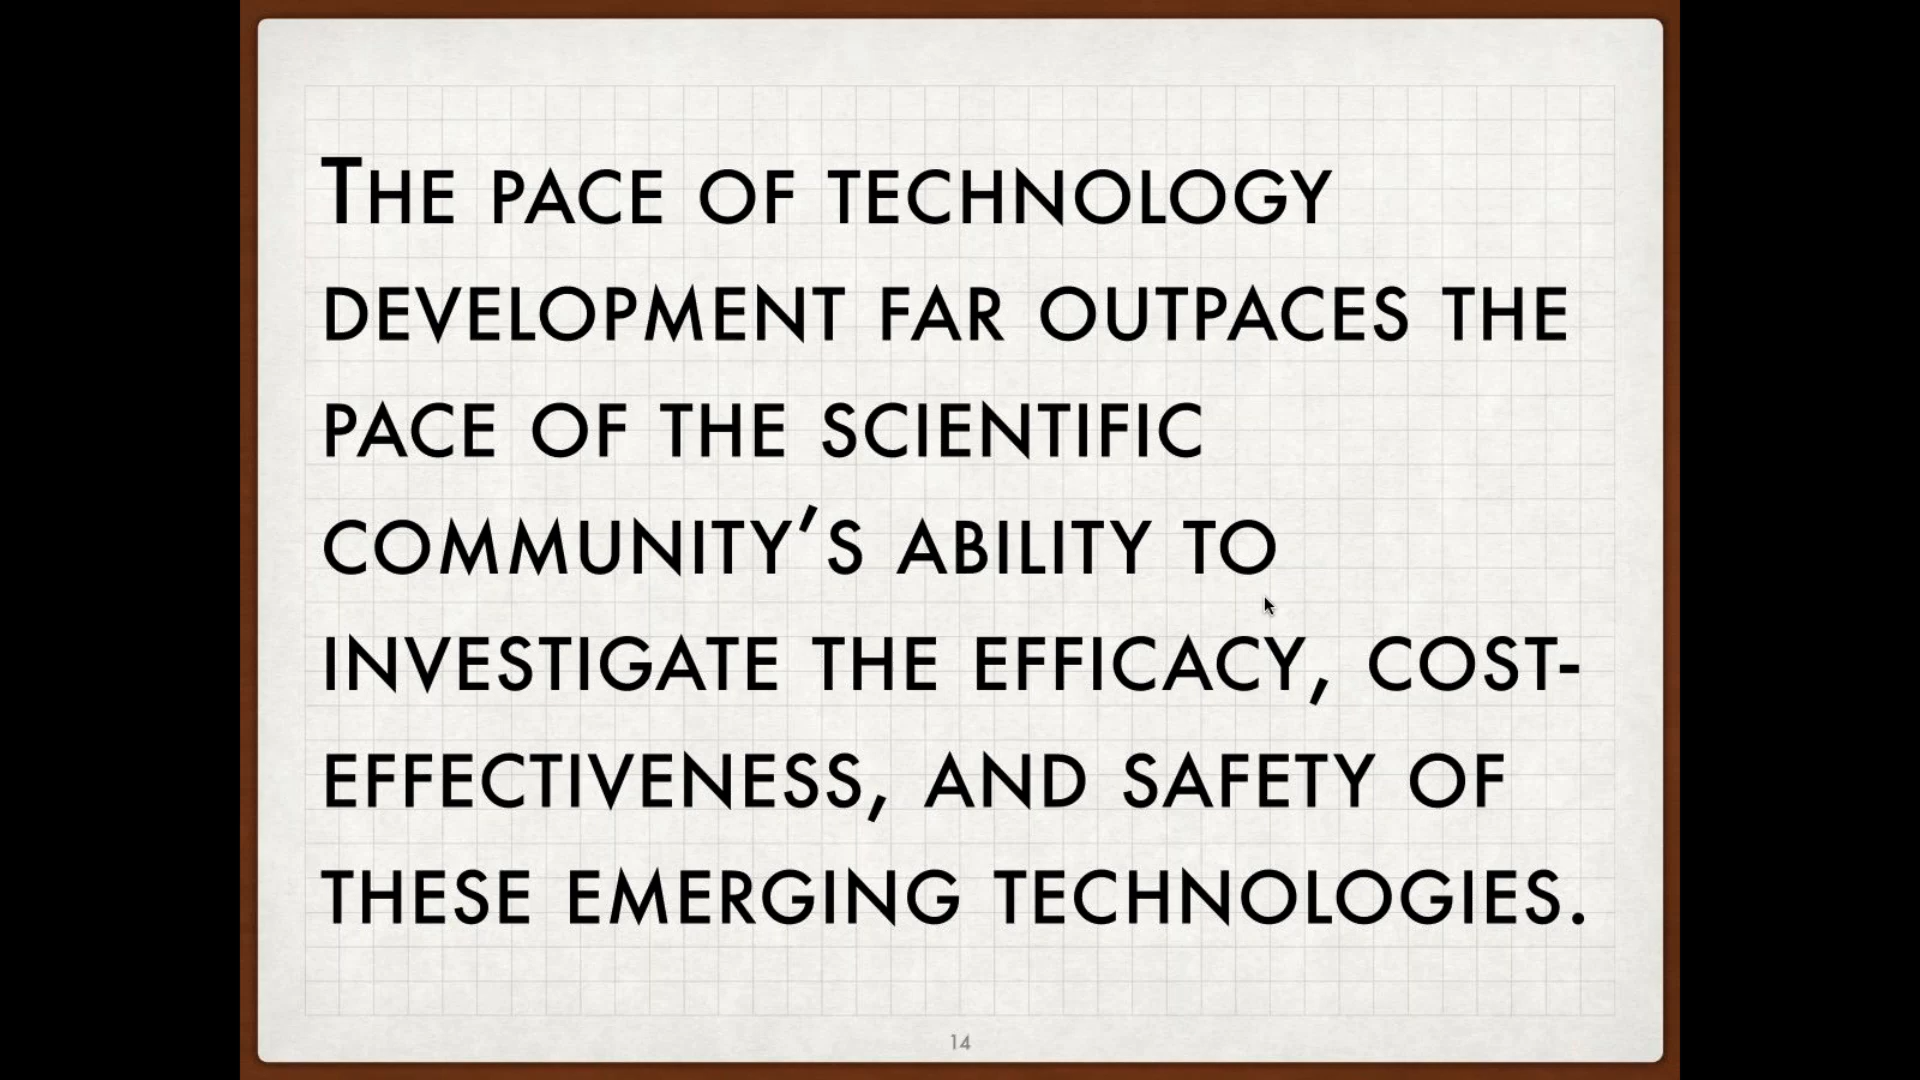 The pace of technology
development far outpaces the
pace of the scientific
community's ability to
investigate the efficacy, cost-
effectiveness, and safety of
these emerging technologies.
14